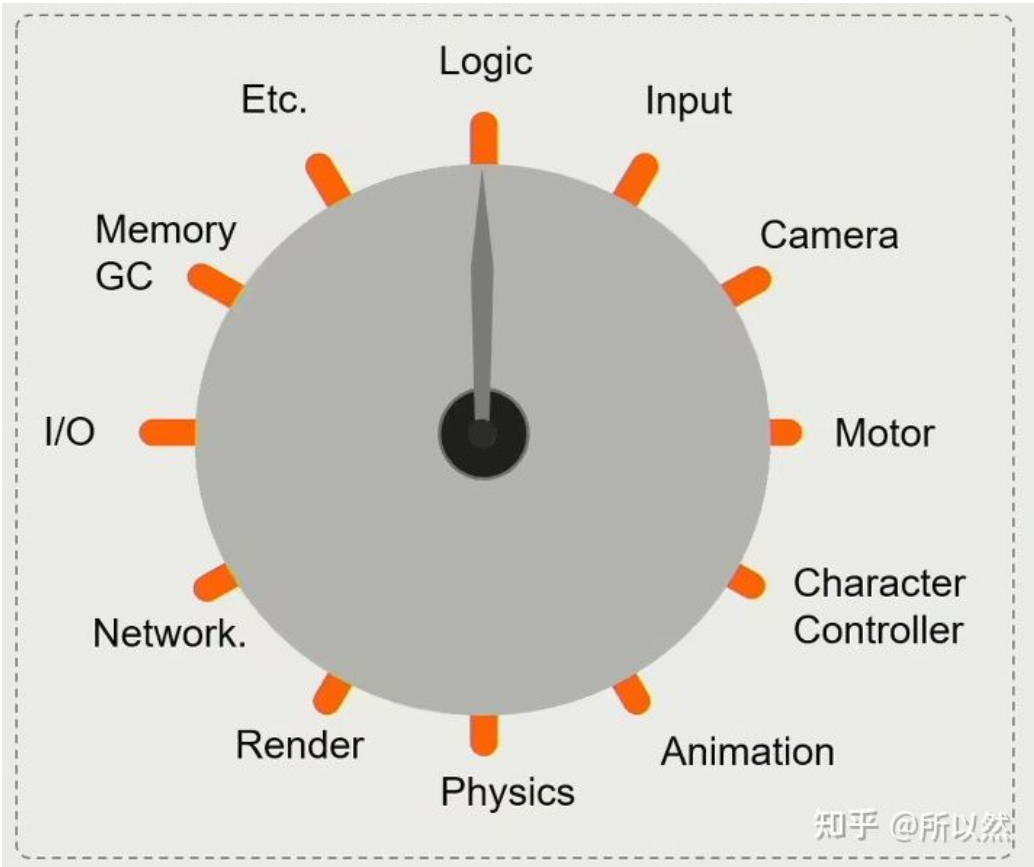 Logic
Input
Camera
Motor
Character
Controller
Animation
Physics
Render
Network.
I/O
Memory
GC
Etc.
知乎 @所以然